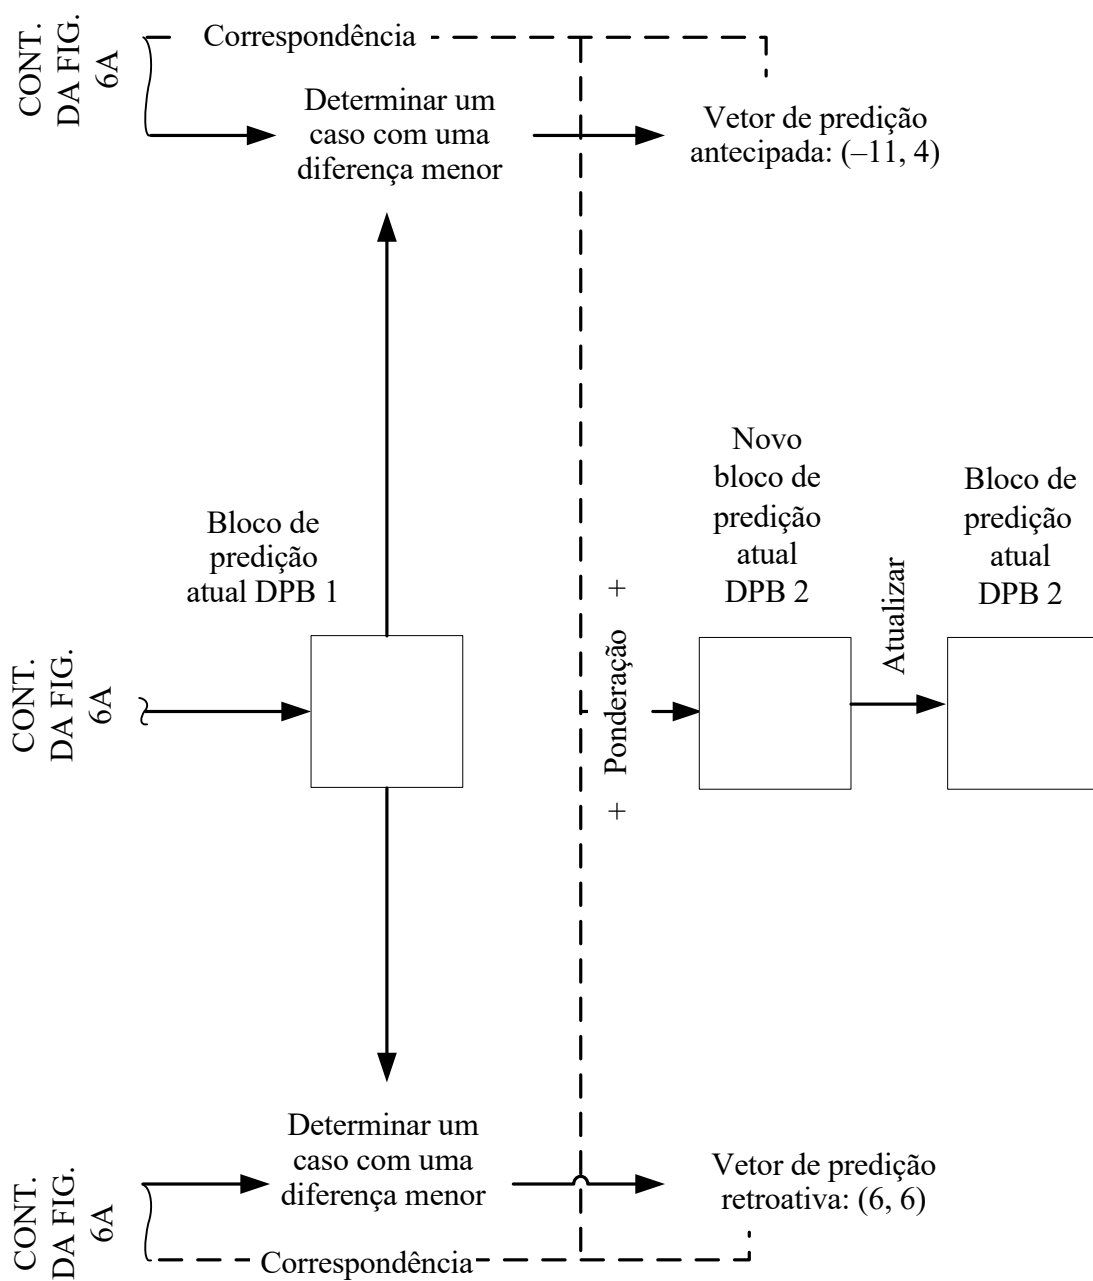 CONT.
DA FIG.
6A
Correspondência
Determinar um
caso com uma
diferença menor
Vetor de predição
antecipada: (–11, 4)
CONT.
DA FIG.
6A
Bloco de
predição
atual DPB 1
+ Ponderação +
Novo
bloco de
predição
atual
DPB 2
Atualizar
Bloco de
predição
atual
DPB 2
CONT.
DA FIG.
6A
Determinar um
caso com uma
diferença menor
Vetor de predição
retroativa: (6, 6)
Correspondência